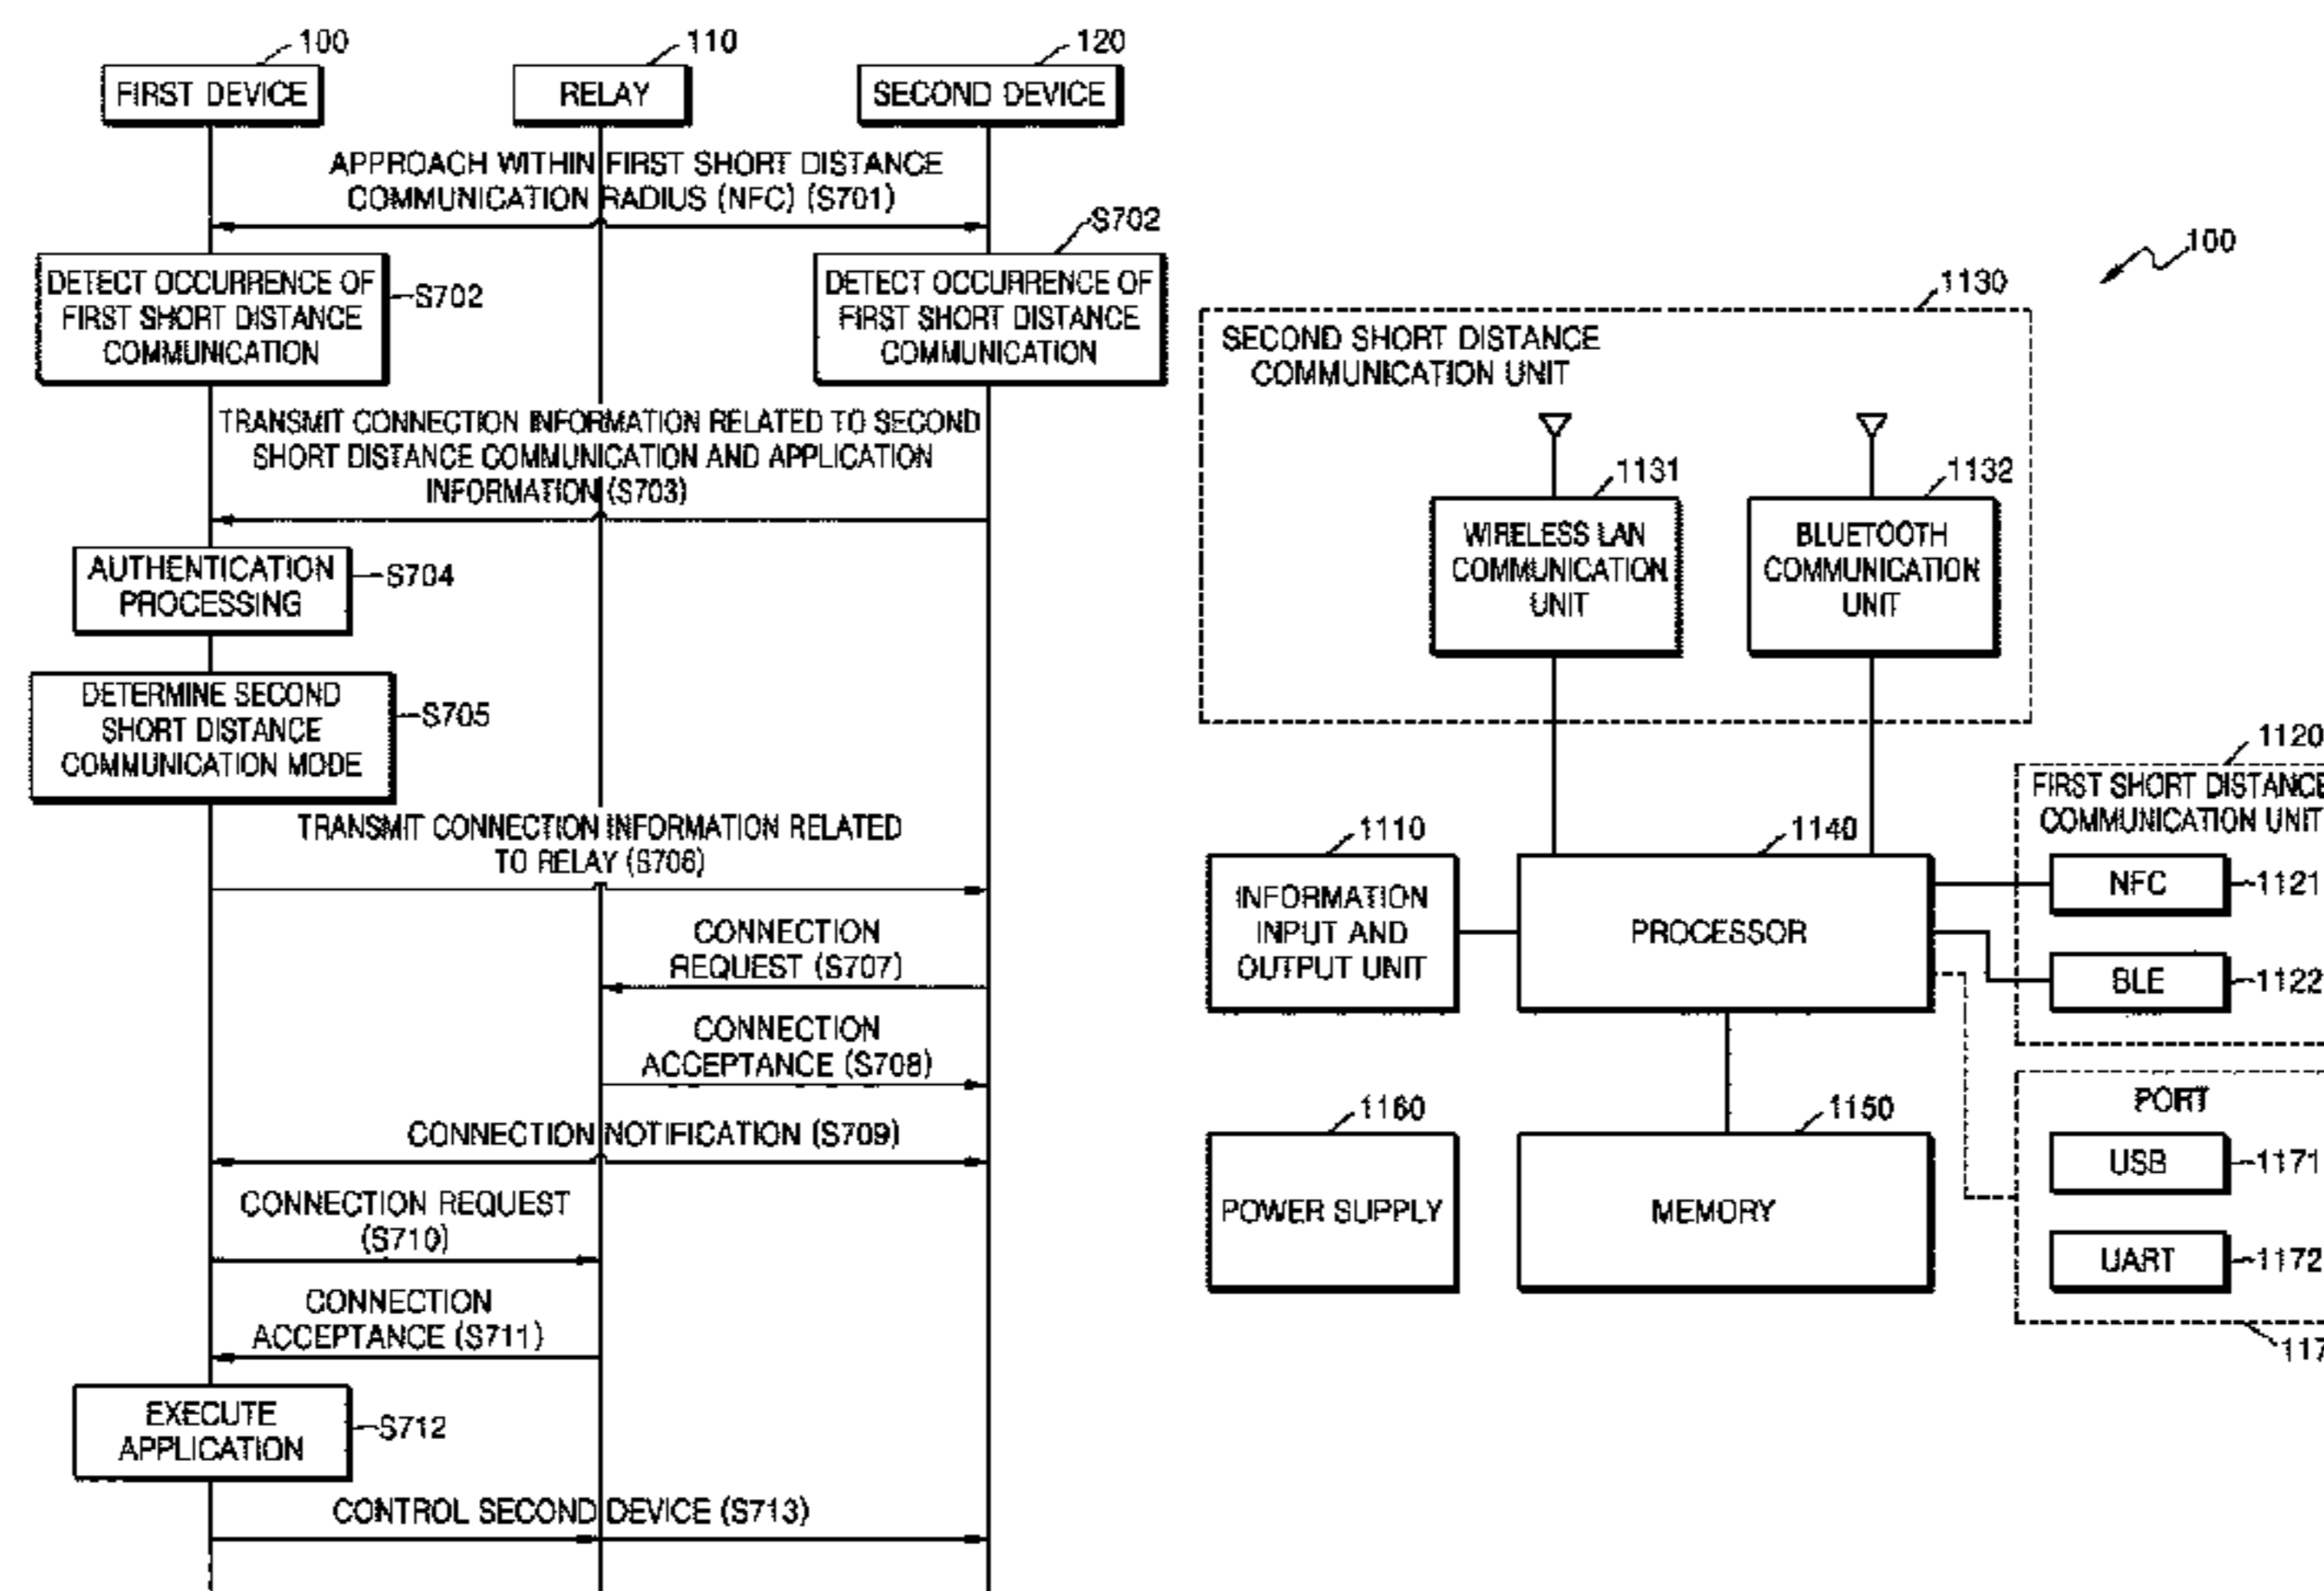 100
110
120
FIRST DEVICE
RELAY
SECOND DEVICE
APPROACH WITHIN FIRST SHORT DISTANCE
COMMUNICATION RADIUS (NFC) (S701)
DETECT OCCURRENCE OF
FIRST SHORT DISTANCE
COMMUNICATION
S702
S702
DETECT OCCURRENCE OF
FIRST SHORT DISTANCE
COMMUNICATION
TRANSMIT CONNECTION INFORMATION RELATED TO SECOND
SHORT DISTANCE COMMUNICATION AND APPLICATION
INFORMATION (S703)
AUTHENTICATION
PROCESSING
S704
DETERMINE SECOND
SHORT DISTANCE
COMMUNICATION MODE
S705
TRANSMIT CONNECTION INFORMATION RELATED
TO RELAY (S706)
CONNECTION
REQUEST (S707)
CONNECTION
ACCEPTANCE (S708)
CONNECTION NOTIFICATION (S709)
CONNECTION REQUEST
(S710)
CONNECTION
ACCEPTANCE (S711)
EXECUTE
APPLICATION
S712
CONTROL SECOND DEVICE (S713)
100
1130
SECOND SHORT DISTANCE
COMMUNICATION UNIT
1131
WIRELESS LAN
COMMUNICATION
UNIT
1132
BLUETOOTH
COMMUNICATION
UNIT
1120
FIRST SHORT DISTANCE
COMMUNICATION UNIT
NFC
1121
BLE
1122
1110
INFORMATION
INPUT AND
OUTPUT UNIT
1140
PROCESSOR
1160
POWER SUPPLY
1150
MEMORY
PORT
USB
1171
UART
1172